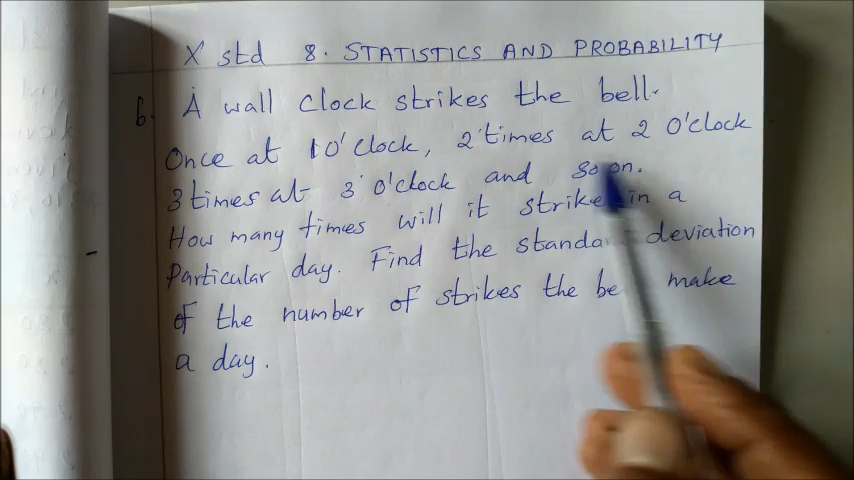 X std 8. STATISTICS AND PROBABILITY
6. A wall clock strikes the bell.
Once at 1 O'clock, 2 times at 2 O'clock
3 times at 3 O'clock and so on.
How many times will it strike in a
Particular day. Find the deviation
of the number of strikes the make
a day.